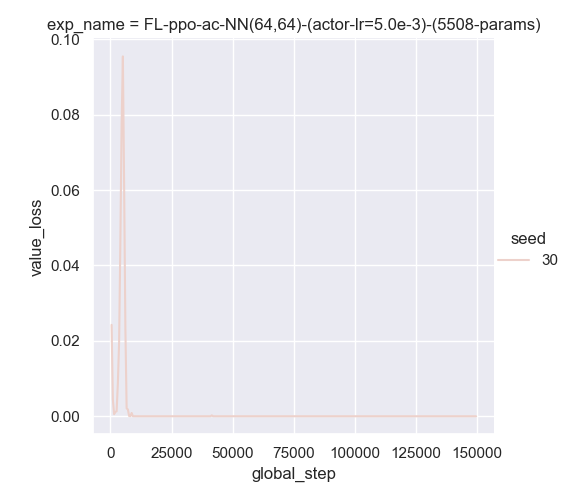 exp_name = FL-ppo-ac-NN(64,64)-(actor-lr=5.0e-3)-(5508-params)
0.10
0.08
0.06
0.04
0.02
0.00
value_loss
0 25000 50000 75000 100000 125000 150000
global_step
seed
30